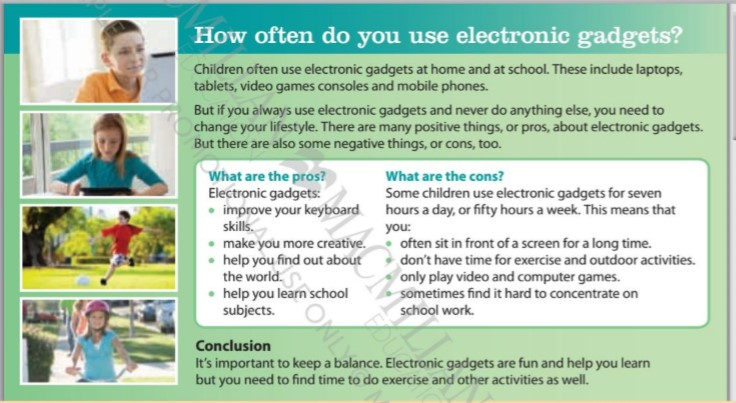 How often do you use electronic gadgets?
Children often use electronic gadgets at home and at school. These include laptops,
tablets, video games consoles and mobile phones.
But if you always use electronic gadgets and never do anything else, you need to
change your lifestyle. There are many positive things, or pros, about electronic gadgets.
But there are also some negative things, or cons, too.
What are the pros?
Electronic gadgets:
• improve your keyboard
skills.
• make you more creative.
• help you find out about
the world.
• help you learn school
subjects.
What are the cons?
Some children use electronic gadgets for seven
hours a day, or fifty hours a week. This means that
you:
• often sit in front of a screen for a long time.
• don't have time for exercise and outdoor activities.
• only play video and computer games.
• sometimes find it hard to concentrate on
school work.
Conclusion
It's important to keep a balance. Electronic gadgets are fun and help you learn
but you need to find time to do exercise and other activities as well.
MACMILLAN